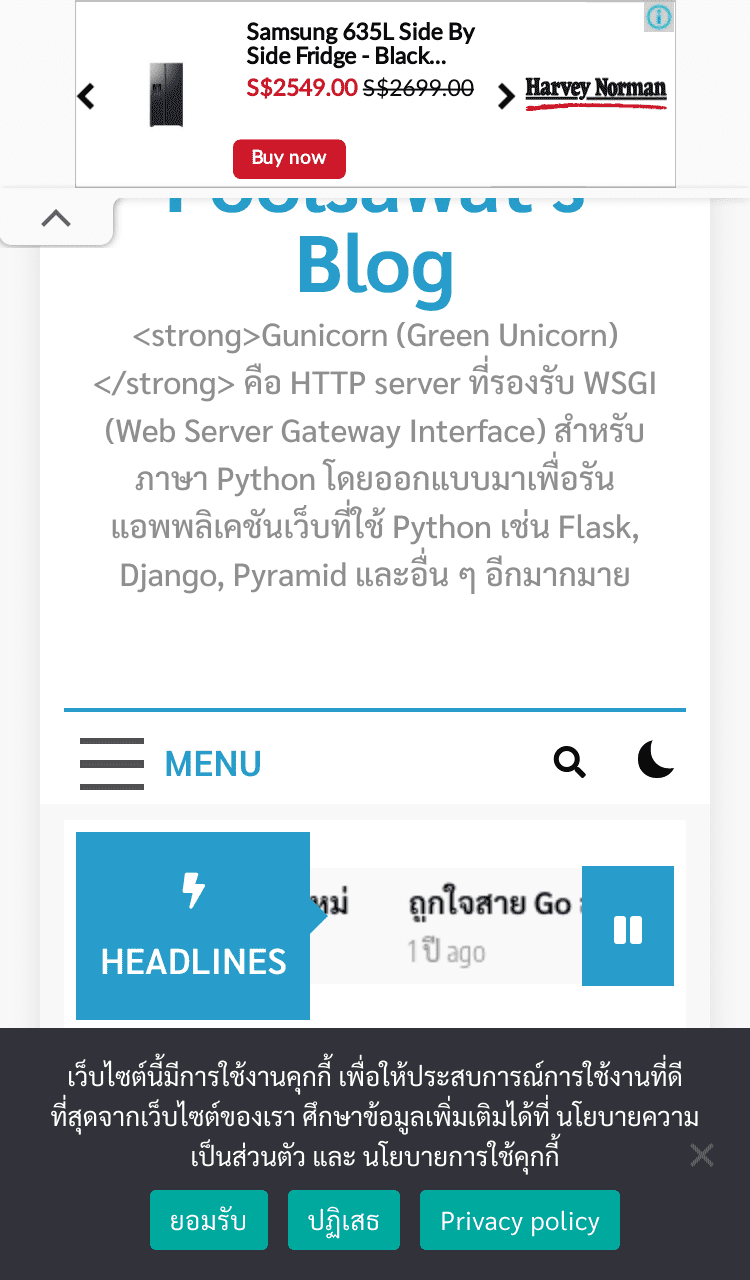 Samsung 635L Side By
Side Fridge - Black...
S$2549.00 S$2699.00
Harvey Norman
Buy now
Poolsawat's
Blog
<strong>Gunicorn (Green Unicorn)
</strong> คือ HTTP server ที่รองรับ WSGI
(Web Server Gateway Interface) สำหรับ
ภาษา Python โดยออกแบบมาเพื่อรัน
แอพพลิเคชันเว็บที่ใช้ Python เช่น Flask,
Django, Pyramid และอื่น ๆ อีกมากมาย
MENU
HEADLINES
ถูกใจสาย Go
1 ปี ago
เว็บไซต์นี้มีการใช้งานคุกกี้ เพื่อให้ประสบการณ์การใช้งานที่ดี
ที่สุดจากเว็บไซต์ของเรา ศึกษาข้อมูลเพิ่มเติมได้ที่ นโยบายความ
เป็นส่วนตัว และ นโยบายการใช้คุกกี้
ยอมรับ ปฏิเสธ Privacy policy